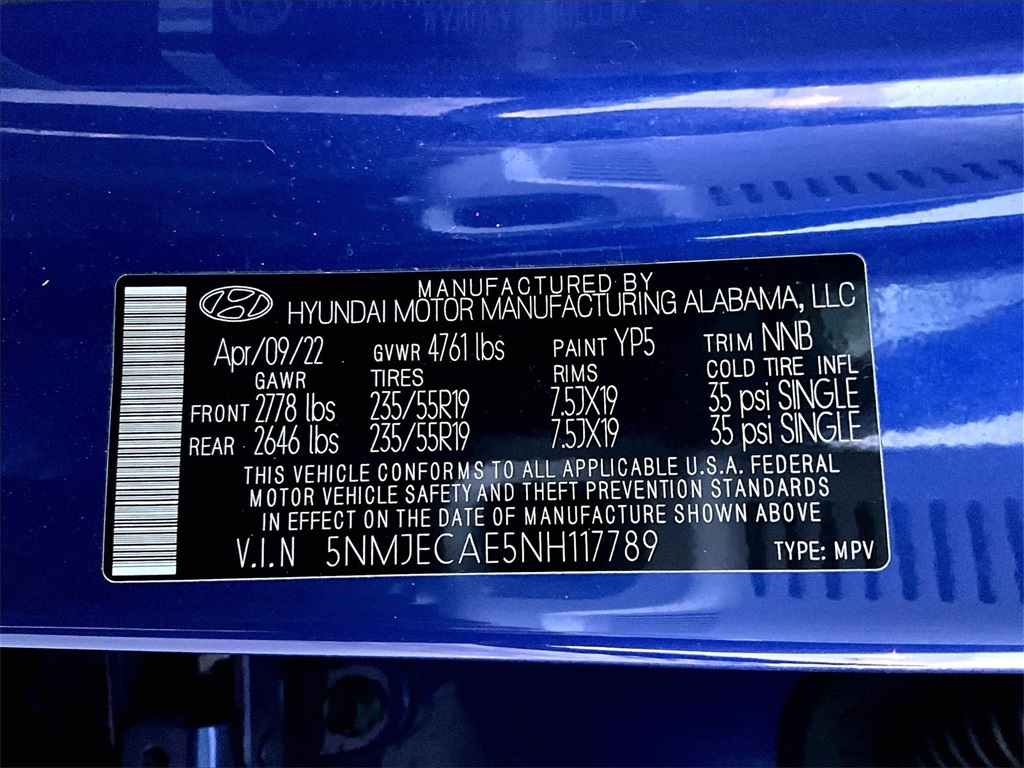 MANUFACTURED BY
HYUNDAI MOTOR MANUFACTURING ALABAMA, LLC
Apr/09/22 GVWR 4761 lbs PAINT YP5 TRIM NNB
GAWR TIRES RIMS COLD TIRE INFL
FRONT 2778 lbs 235/55R19 7.5JX19 35 psi SINGLE
REAR 2646 lbs 235/55R19 7.5JX19 35 psi SINGLE
THIS VEHICLE CONFORMS TO ALL APPLICABLE U.S.A. FEDERAL
MOTOR VEHICLE SAFETY AND THEFT PREVENTION STANDARDS
IN EFFECT ON THE DATE OF MANUFACTURE SHOWN ABOVE
V.I.N 5NMJECAE5NH117789 TYPE: MPV